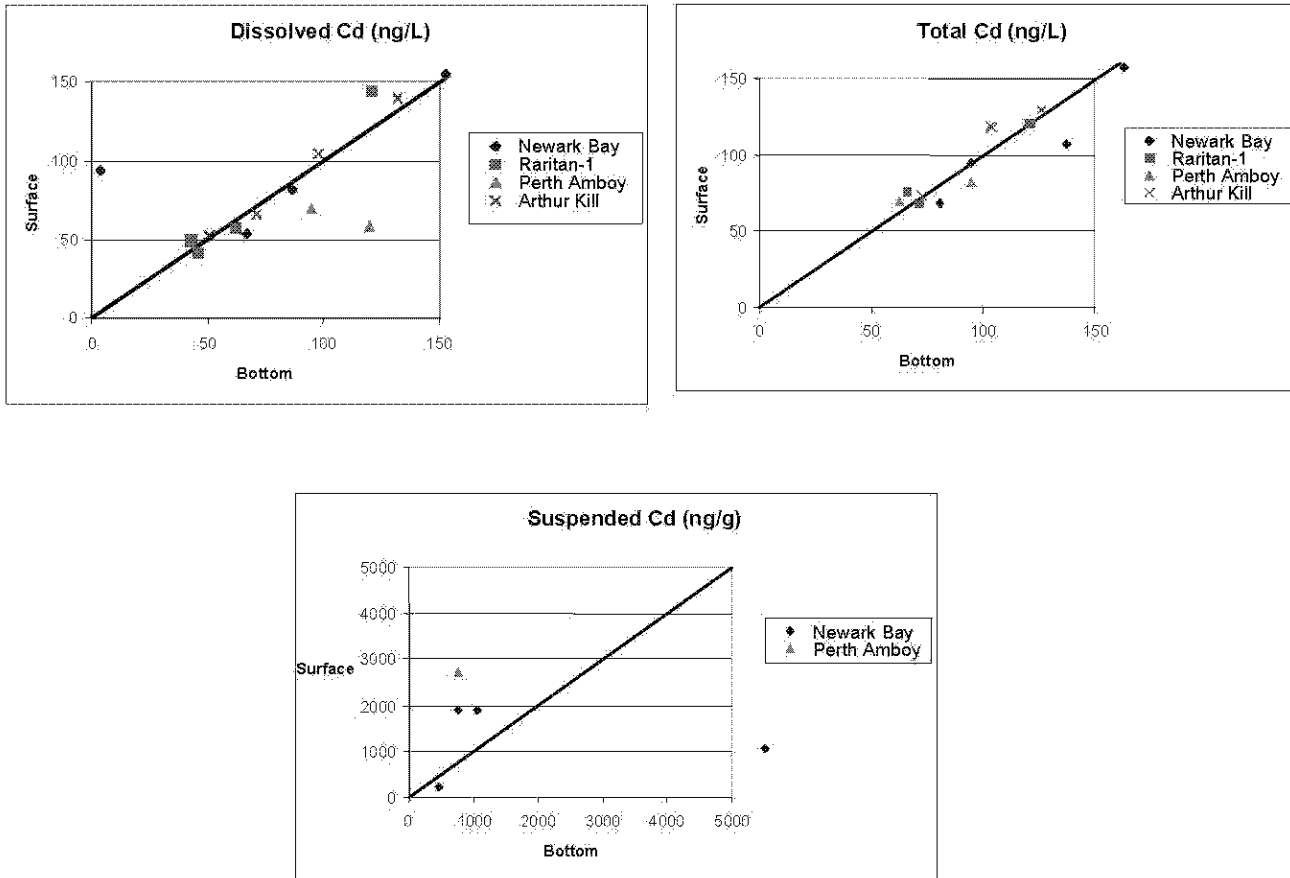 Dissolved Cd (ng/L)
150
100
50
0
Surface
0
50
100
150
Bottom
Newark Bay
Raritan-1
Perth Amboy
Arthur Kill
Total Cd (ng/L)
150
100
50
0
Surface
0
50
100
150
Bottom
Newark Bay
Raritan-1
Perth Amboy
Arthur Kill
Suspended Cd (ng/g)
5000
4000
3000
2000
1000
0
Surface
0
1000
2000
3000
4000
5000
Bottom
Newark Bay
Perth Amboy